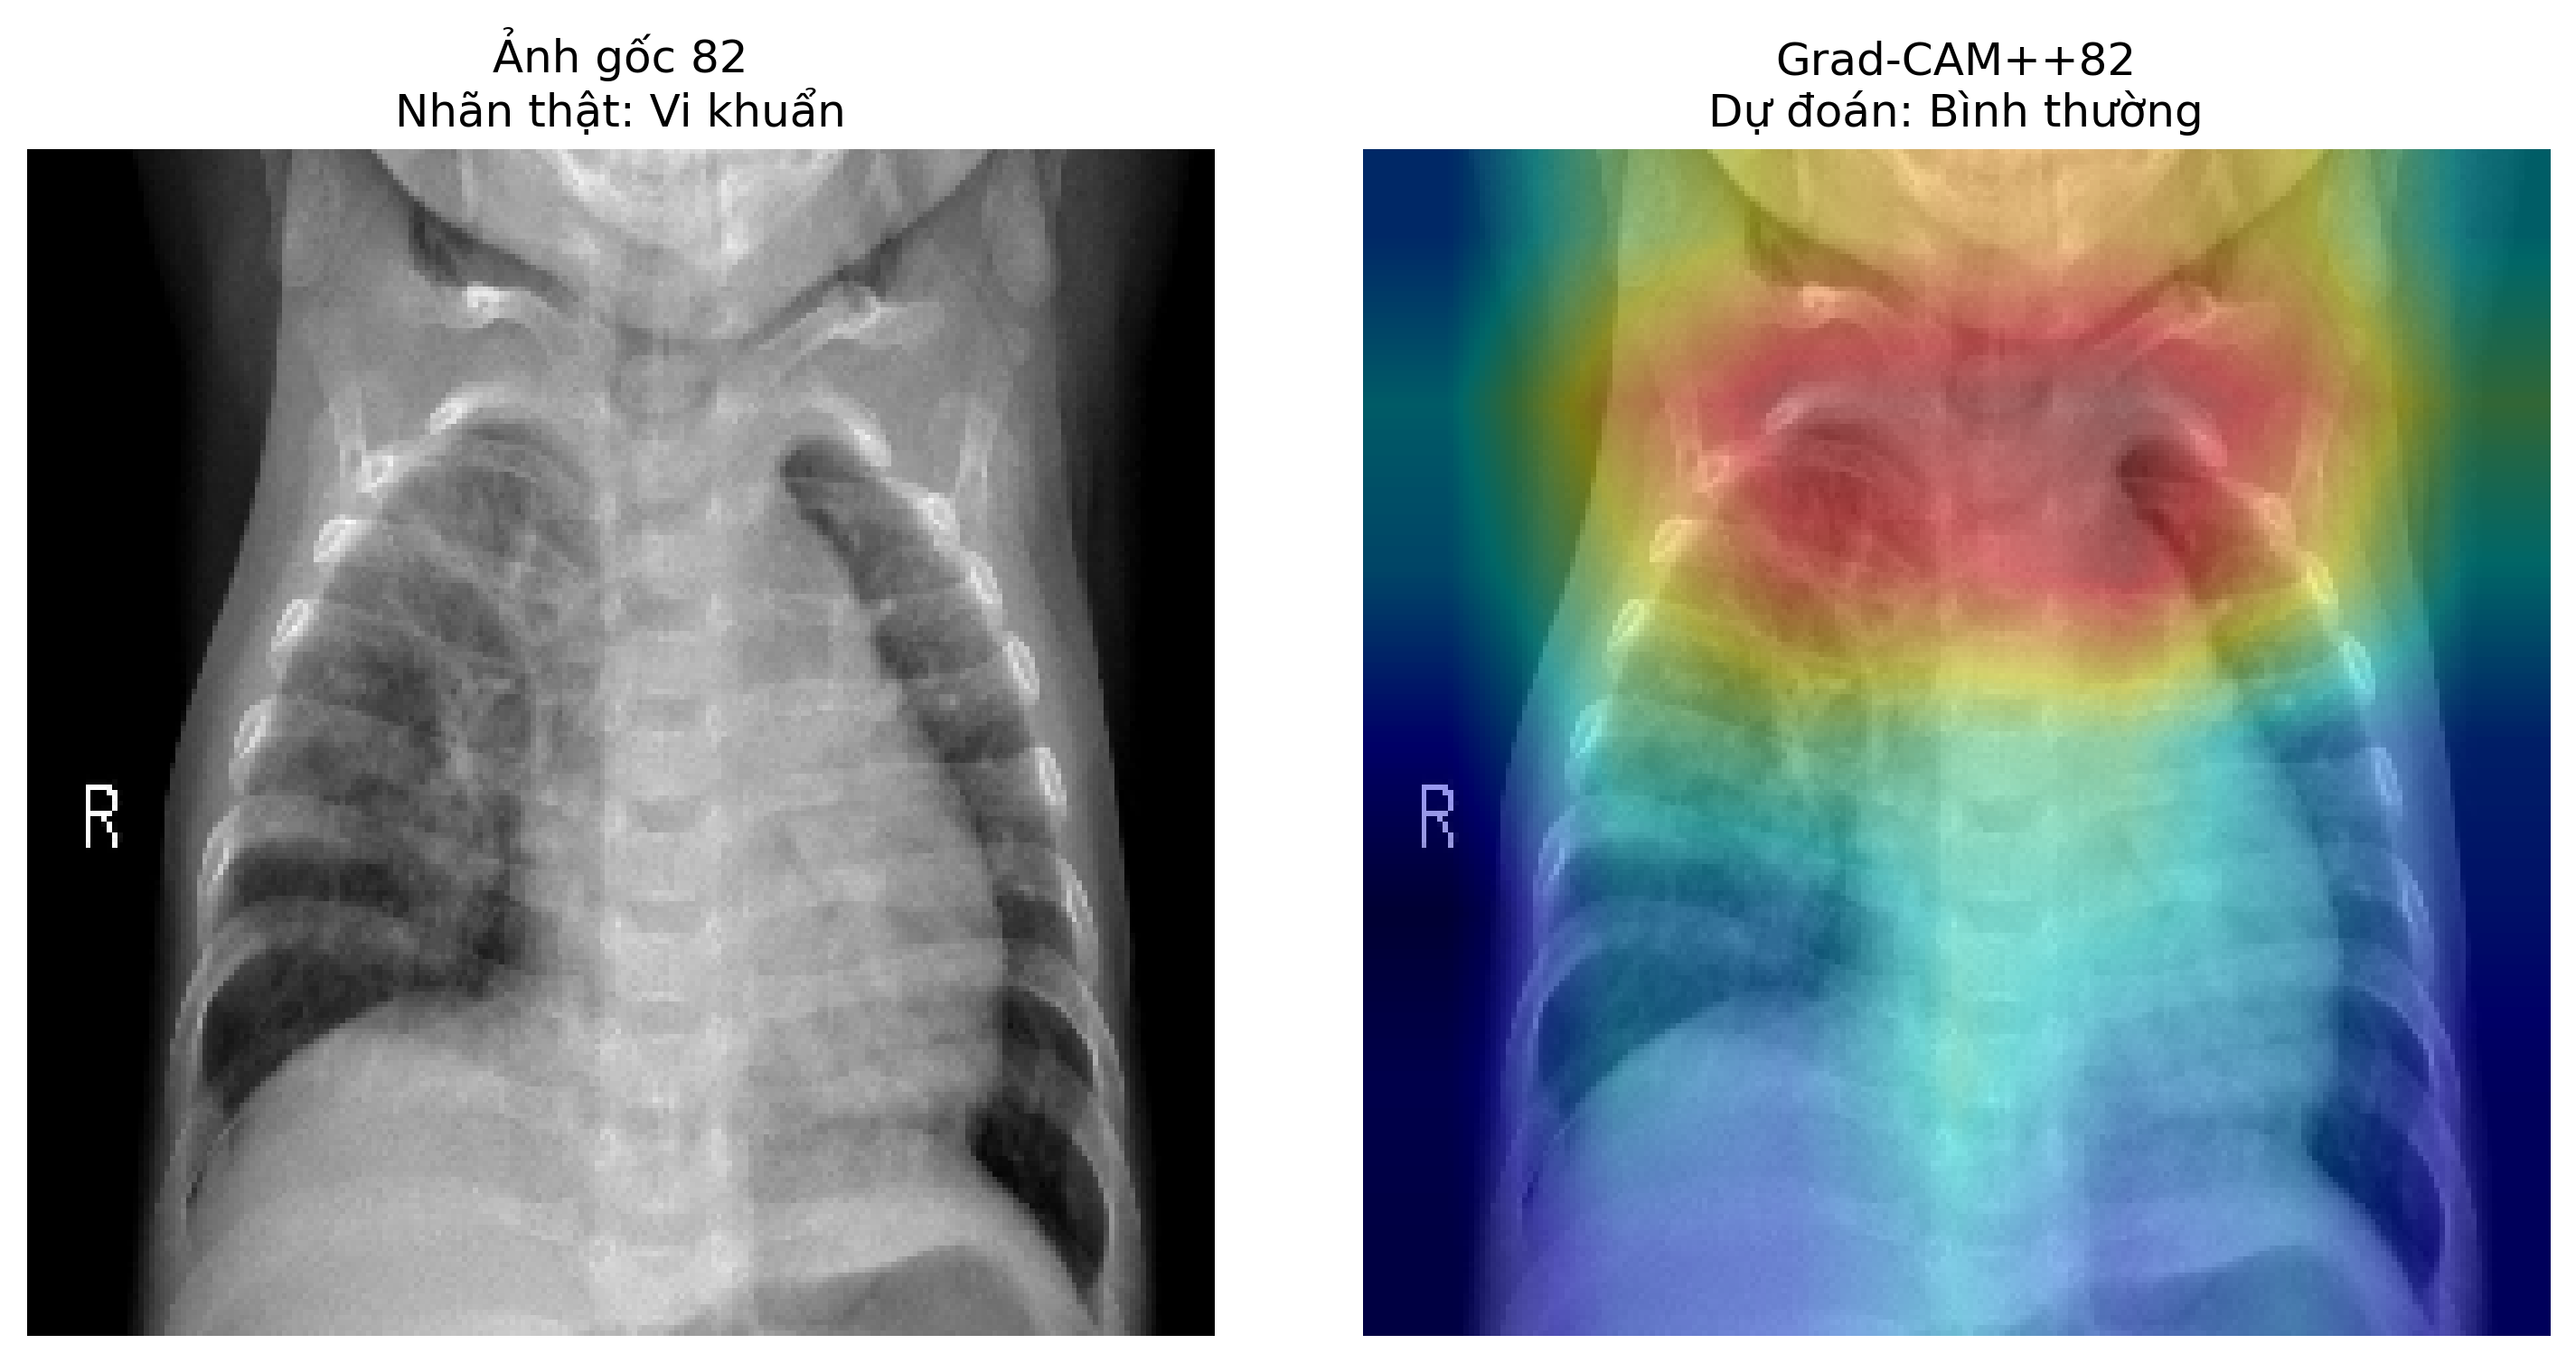 Ảnh gốc 82
Nhãn thật: Vi khuẩn
Grad-CAM++82
Dự đoán: Bình thường
R
R